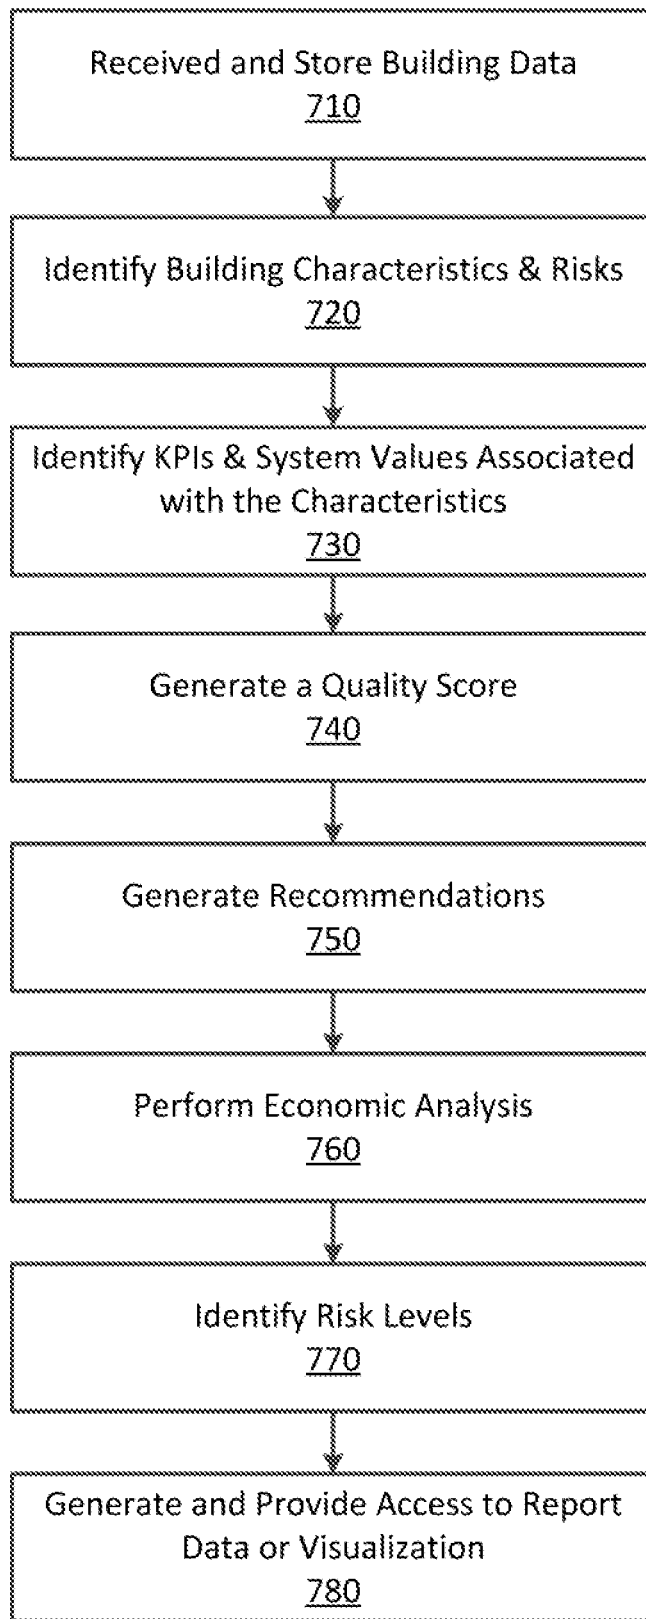 Received and Store Building Data
710
Identify Building Characteristics & Risks
720
Identify KPIs & System Values Associated
with the Characteristics
730
Generate a Quality Score
740
Generate Recommendations
750
Perform Economic Analysis
760
Identify Risk Levels
770
Generate and Provide Access to Report
Data or Visualization
780